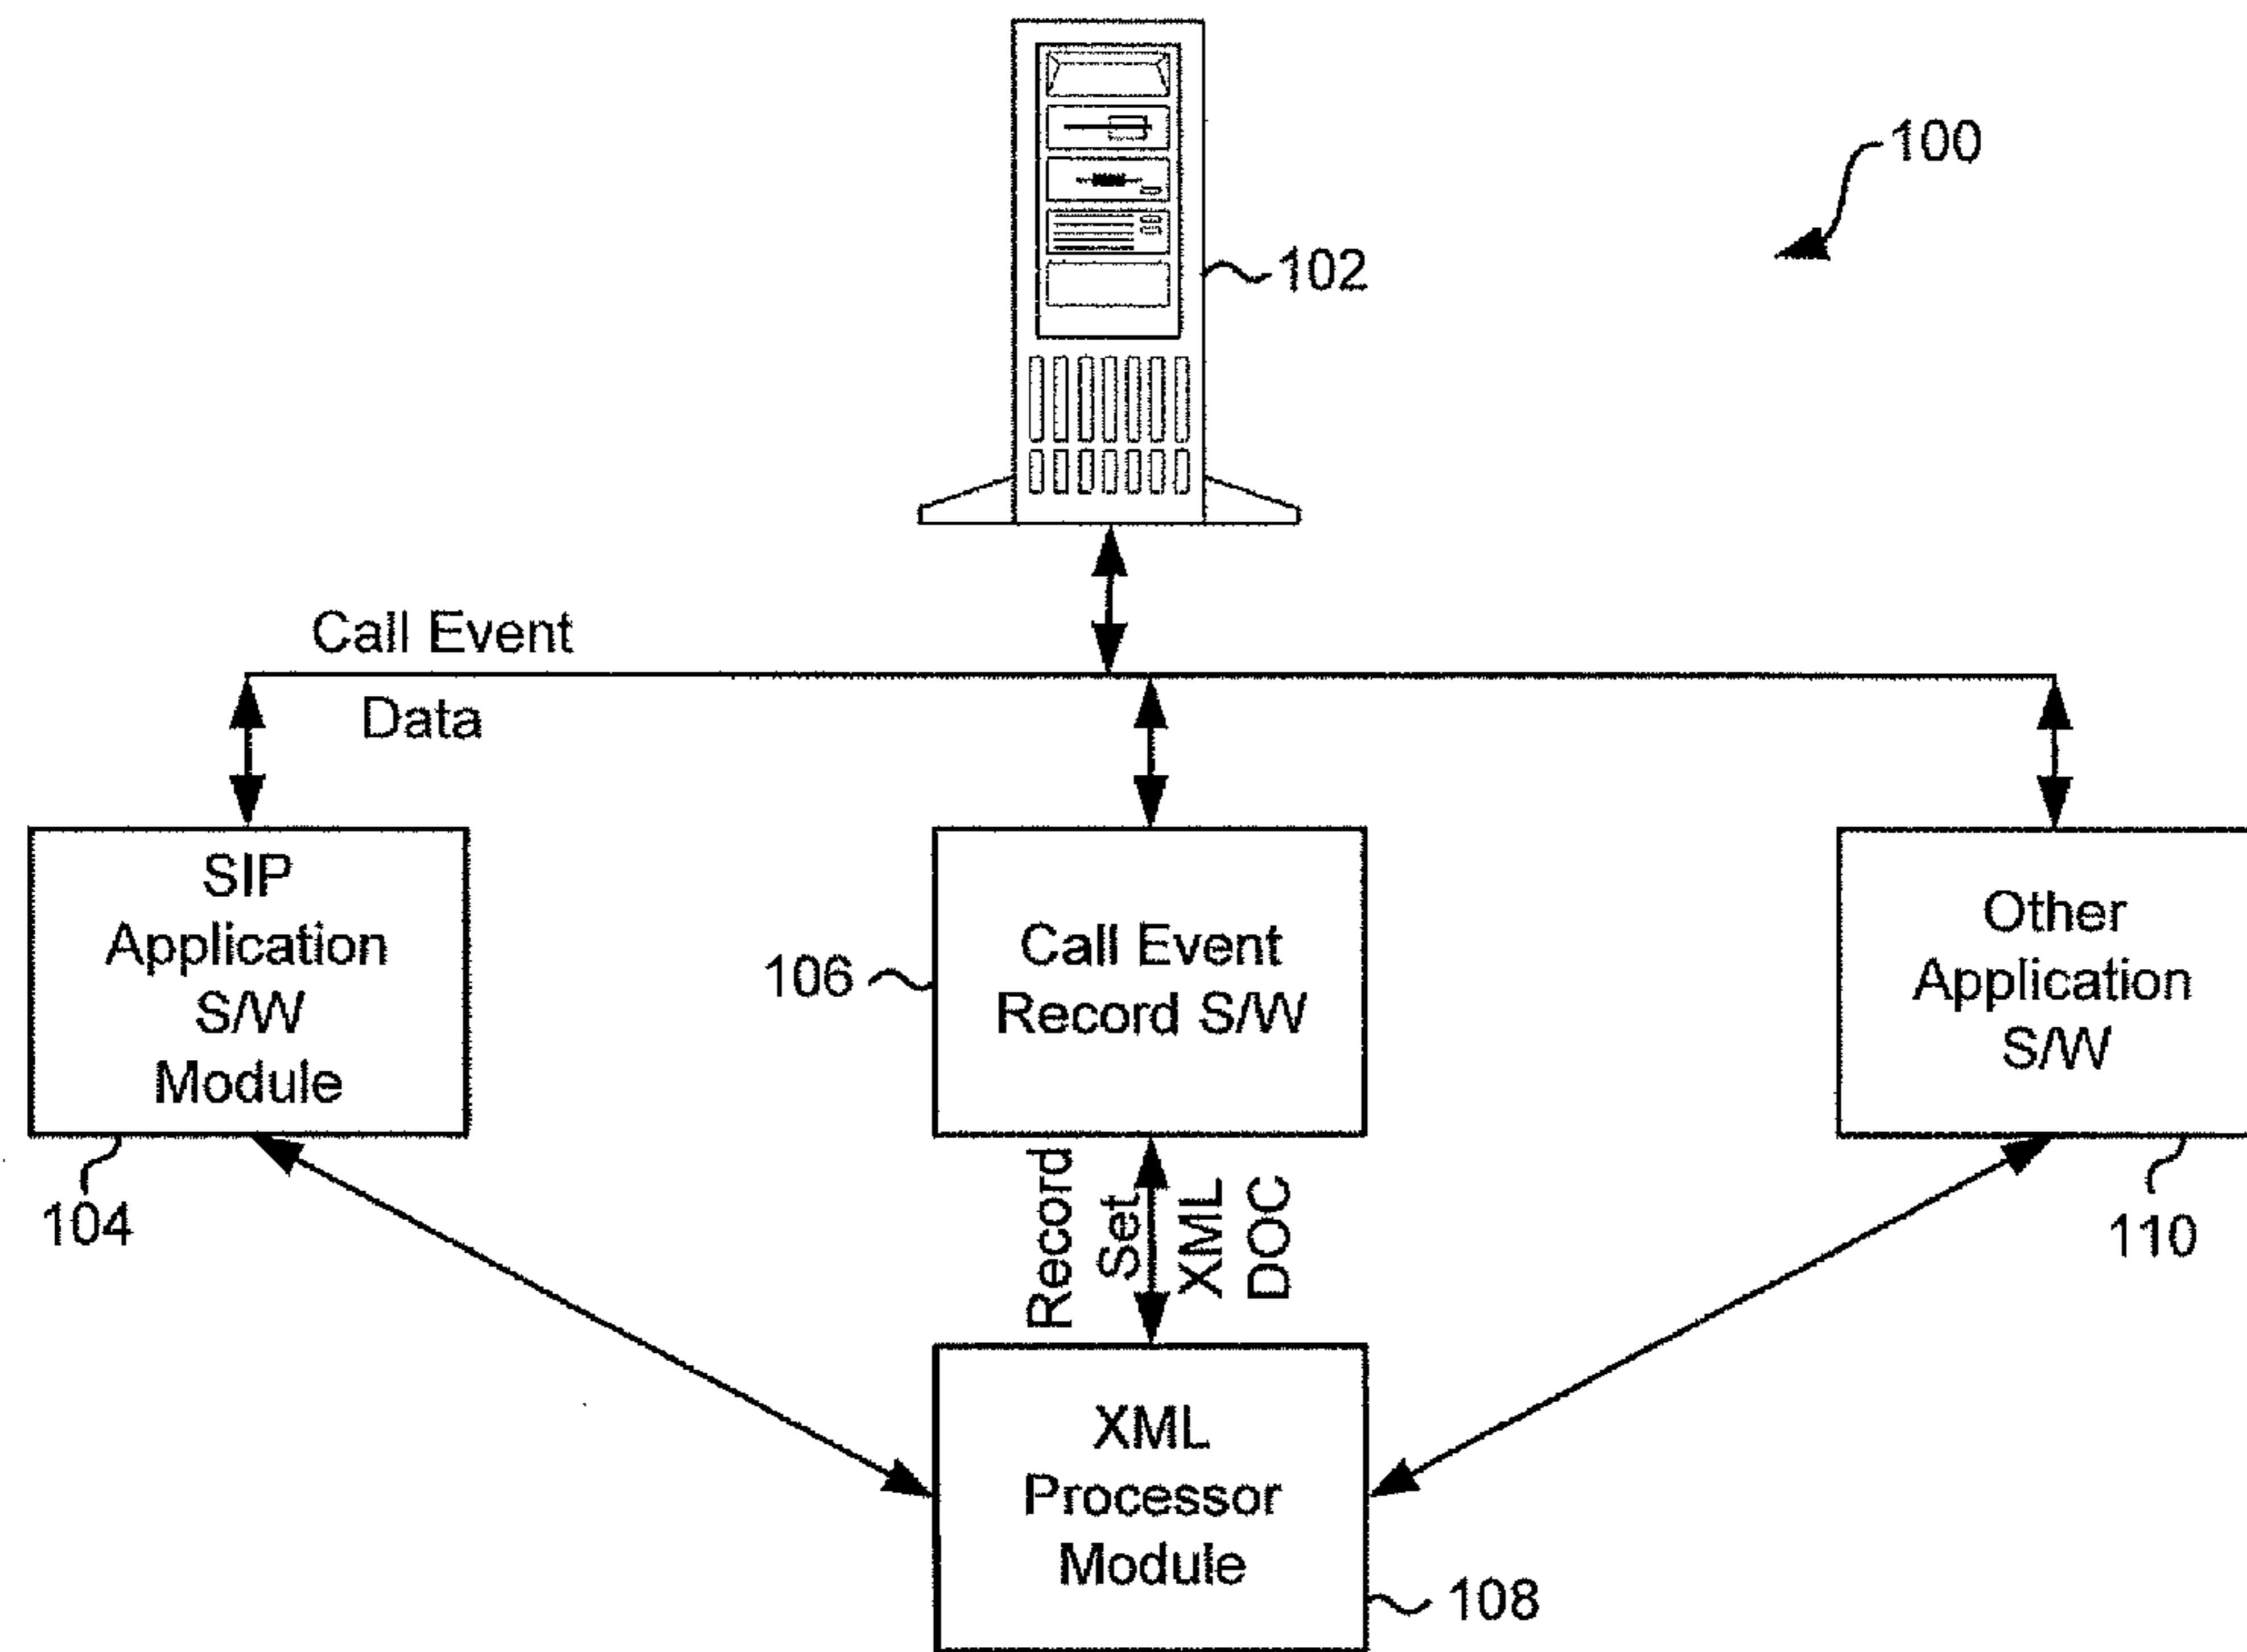 100
102
Call Event
Data
SIP
Application
S/W
Module
104
106
Call Event
Record S/W
Other
Application
S/W
110
Record
Set
XML
DOC
XML
Processor
Module
108